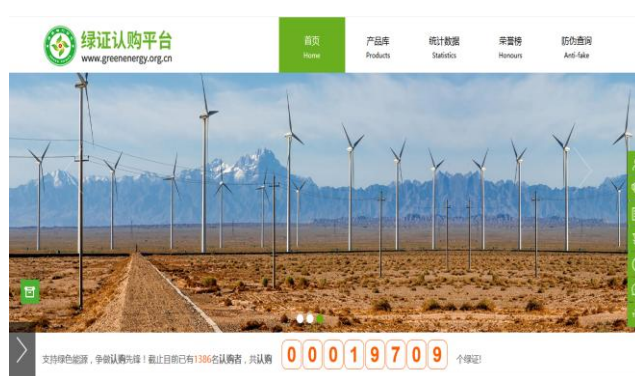 绿证认购平台
www.greenenergy.org.cn
首页 产品库 统计数据 荣誉榜 防伪查询
Home Products Statistics Honours Anti-fake
支持绿色能源，争做认购先锋！截止目前已有1386名认购者，共认购 00019709 个绿证!